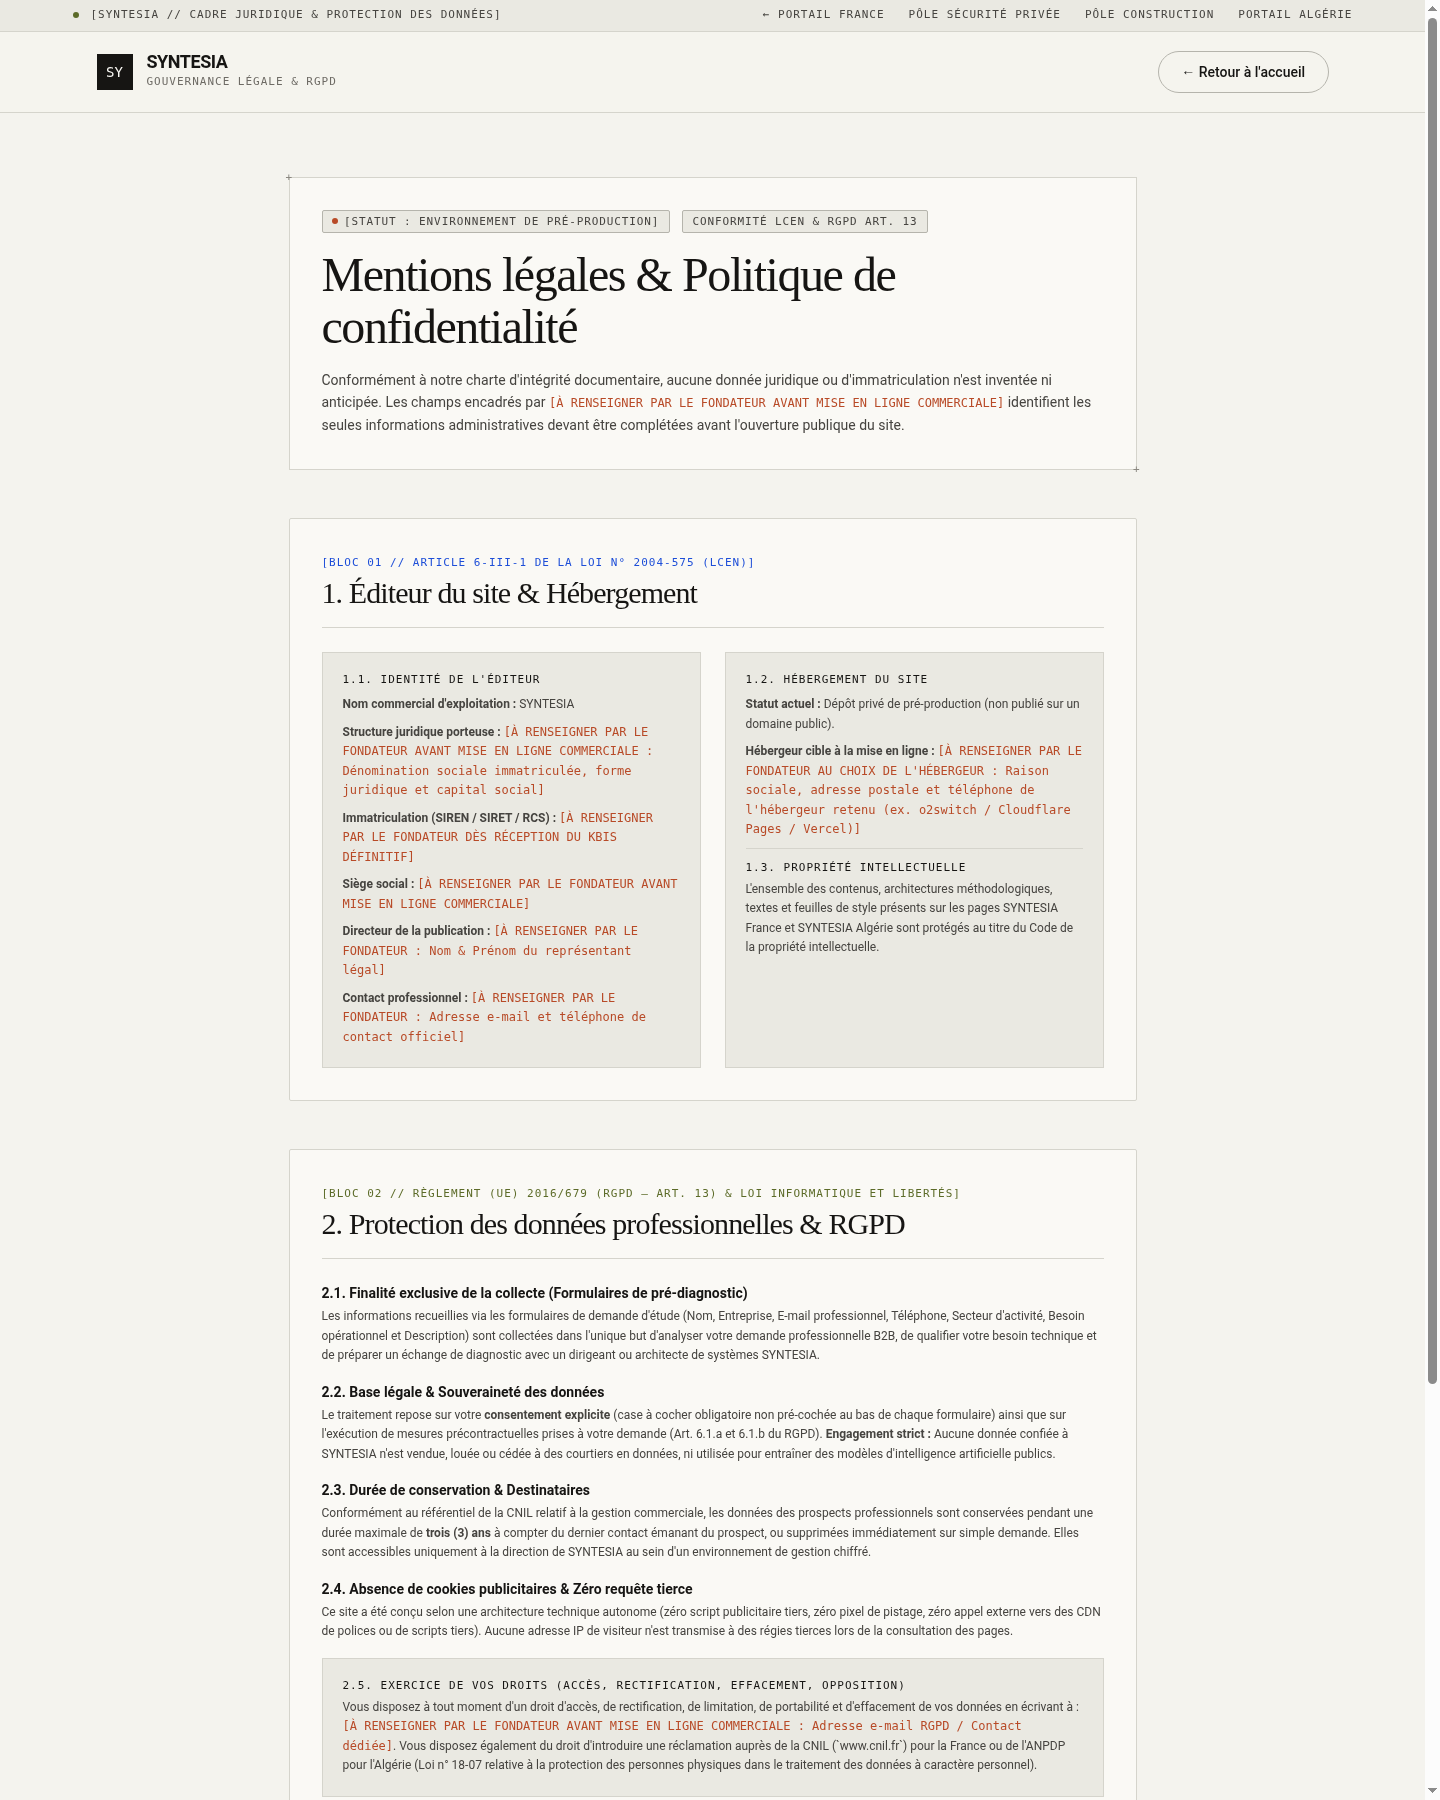 [SYNTESIA // CADRE JURIDIQUE & PROTECTION DES DONNÉES]
← PORTAIL FRANCE PÔLE SÉCURITÉ PRIVÉE PÔLE CONSTRUCTION PORTAIL ALGÉRIE
SY
SYNTESIA
GOUVERNANCE LÉGALE & RGPD
← Retour à l'accueil
[STATUT : ENVIRONNEMENT DE PRÉ-PRODUCTION]
CONFORMITÉ LCEN & RGPD ART. 13
Mentions légales & Politique de
confidentialité
Conformément à notre charte d'intégrité documentaire, aucune donnée juridique ou d'immatriculation n'est inventée ni
anticipée. Les champs encadrés par [À RENSEIGNER PAR LE FONDATEUR AVANT MISE EN LIGNE COMMERCIALE] identifient les
seules informations administratives devant être complétées avant l'ouverture publique du site.
[BLOC 01 // ARTICLE 6-III-1 DE LA LOI N° 2004-575 (LCEN)]
1. Éditeur du site & Hébergement
1.1. IDENTITÉ DE L'ÉDITEUR
Nom commercial d'exploitation : SYNTESIA
Structure juridique porteuse : [À RENSEIGNER PAR LE
FONDATEUR AVANT MISE EN LIGNE COMMERCIALE :
Dénomination sociale immatriculée, forme
juridique et capital social]
Immatriculation (SIREN / SIRET / RCS) : [À RENSEIGNER
PAR LE FONDATEUR DÈS RÉCEPTION DU KBIS
DÉFINITIF]
Siège social : [À RENSEIGNER PAR LE FONDATEUR AVANT
MISE EN LIGNE COMMERCIALE]
Directeur de la publication : [À RENSEIGNER PAR LE
FONDATEUR : Nom & Prénom du représentant
légal]
Contact professionnel : [À RENSEIGNER PAR LE
FONDATEUR : Adresse e-mail et téléphone de
contact officiel]
1.2. HÉBERGEMENT DU SITE
Statut actuel : Dépôt privé de pré-production (non publié sur un
domaine public).
Hébergeur cible à la mise en ligne : [À RENSEIGNER PAR LE
FONDATEUR AU CHOIX DE L'HÉBERGEUR : Raison
sociale, adresse postale et téléphone de
l'hébergeur retenu (ex. o2switch / Cloudflare
Pages / Vercel)]
1.3. PROPRIÉTÉ INTELLECTUELLE
L'ensemble des contenus, architectures méthodologiques,
textes et feuilles de style présents sur les pages SYNTESIA
France et SYNTESIA Algérie sont protégés au titre du Code de
la propriété intellectuelle.
[BLOC 02 // RÈGLEMENT (UE) 2016/679 (RGPD — ART. 13) & LOI INFORMATIQUE ET LIBERTÉS]
2. Protection des données professionnelles & RGPD
2.1. Finalité exclusive de la collecte (Formulaires de pré-diagnostic)
Les informations recueillies via les formulaires de demande d'étude (Nom, Entreprise, E-mail professionnel, Téléphone, Secteur d'activité, Besoin
opérationnel et Description) sont collectées dans l'unique but d'analyser votre demande professionnelle B2B, de qualifier votre besoin technique et
de préparer un échange de diagnostic avec un dirigeant ou architecte de systèmes SYNTESIA.
2.2. Base légale & Souveraineté des données
Le traitement repose sur votre consentement explicite (case à cocher obligatoire non pré-cochée au bas de chaque formulaire) ainsi que sur
l'exécution de mesures précontractuelles prises à votre demande (Art. 6.1.a et 6.1.b du RGPD). Engagement strict : Aucune donnée confiée à
SYNTESIA n'est vendue, louée ou cédée à des courtiers en données, ni utilisée pour entraîner des modèles d'intelligence artificielle publics.
2.3. Durée de conservation & Destinataires
Conformément au référentiel de la CNIL relatif à la gestion commerciale, les données des prospects professionnels sont conservées pendant une
durée maximale de trois (3) ans à compter du dernier contact émanant du prospect, ou supprimées immédiatement sur simple demande. Elles
sont accessibles uniquement à la direction de SYNTESIA au sein d'un environnement de gestion chiffré.
2.4. Absence de cookies publicitaires & Zéro requête tierce
Ce site a été conçu selon une architecture technique autonome (zéro script publicitaire tiers, zéro pixel de pistage, zéro appel externe vers des CDN
de polices ou de scripts tiers). Aucune adresse IP de visiteur n'est transmise à des régies tierces lors de la consultation des pages.
2.5. EXERCICE DE VOS DROITS (ACCÈS, RECTIFICATION, EFFACEMENT, OPPOSITION)
Vous disposez à tout moment d'un droit d'accès, de rectification, de limitation, de portabilité et d'effacement de vos données en écrivant à :
[À RENSEIGNER PAR LE FONDATEUR AVANT MISE EN LIGNE COMMERCIALE : Adresse e-mail RGPD / Contact
dédiée]. Vous disposez également du droit d'introduire une réclamation auprès de la CNIL (`www.cnil.fr`) pour la France ou de l'ANPDP
pour l'Algérie (Loi n° 18-07 relative à la protection des personnes physiques dans le traitement des données à caractère personnel).